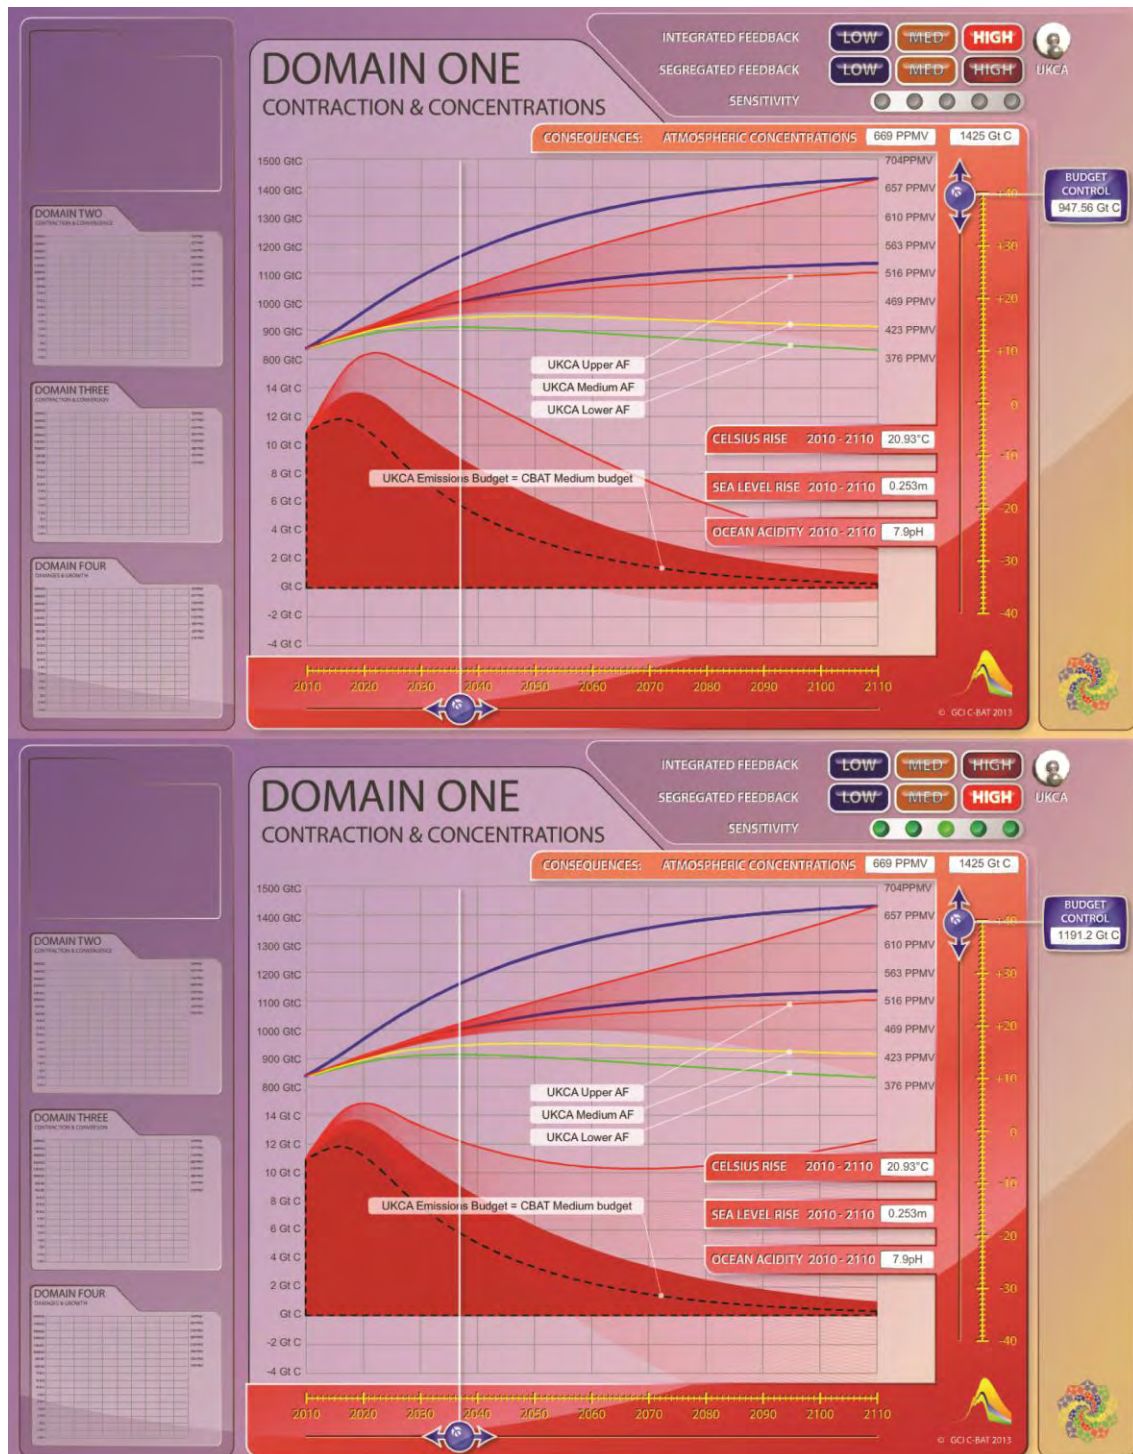 INTEGRATED FEEDBACK LOW MED HIGH
SEGREGATED FEEDBACK LOW MED HIGH UKCA
SENSITIVITY
DOMAIN ONE
CONTRACTION & CONCENTRATIONS
CONSEQUENCES: ATMOSPHERIC CONCENTRATIONS 669 PPMV 1425 Gt C
BUDGET CONTROL
947.56 Gt C
1500 GtC
1400 GtC
1300 GtC
1200 GtC
1100 GtC
1000 GtC
900 GtC
800 GtC
14 Gt C
12 Gt C
10 Gt C
8 Gt C
6 Gt C
4 Gt C
2 Gt C
Gt C
-2 Gt C
-4 Gt C
704PPMV
657 PPMV
610 PPMV
563 PPMV
516 PPMV
469 PPMV
423 PPMV
376 PPMV
+40
+30
+20
+10
0
-10
-20
-30
-40
UKCA Upper AF
UKCA Medium AF
UKCA Lower AF
UKCA Emissions Budget = CBAT Medium budget
CELSIUS RISE 2010 - 2110 20.93°C
SEA LEVEL RISE 2010 - 2110 0.253m
OCEAN ACIDITY 2010 - 2110 7.9pH
2010 2020 2030 2040 2050 2060 2070 2080 2090 2100 2110
© GCI C-BAT 2013
DOMAIN TWO
CONTRACTION & CONVERGENCE
DOMAIN THREE
CONTRACTION & CONVERSION
DOMAIN FOUR
DAMAGES & GROWTH
INTEGRATED FEEDBACK LOW MED HIGH
SEGREGATED FEEDBACK LOW MED HIGH UKCA
SENSITIVITY
DOMAIN ONE
CONTRACTION & CONCENTRATIONS
CONSEQUENCES: ATMOSPHERIC CONCENTRATIONS 669 PPMV 1425 Gt C
BUDGET CONTROL
1191.2 Gt C
1500 GtC
1400 GtC
1300 GtC
1200 GtC
1100 GtC
1000 GtC
900 GtC
800 GtC
14 Gt C
12 Gt C
10 Gt C
8 Gt C
6 Gt C
4 Gt C
2 Gt C
Gt C
-2 Gt C
-4 Gt C
704PPMV
657 PPMV
610 PPMV
563 PPMV
516 PPMV
469 PPMV
423 PPMV
376 PPMV
+40
+30
+20
+10
0
-10
-20
-30
-40
UKCA Upper AF
UKCA Medium AF
UKCA Lower AF
UKCA Emissions Budget = CBAT Medium budget
CELSIUS RISE 2010 - 2110 20.93°C
SEA LEVEL RISE 2010 - 2110 0.253m
OCEAN ACIDITY 2010 - 2110 7.9pH
2010 2020 2030 2040 2050 2060 2070 2080 2090 2100 2110
© GCI C-BAT 2013
DOMAIN TWO
CONTRACTION & CONVERGENCE
DOMAIN THREE
CONTRACTION & CONVERSION
DOMAIN FOUR
DAMAGES & GROWTH